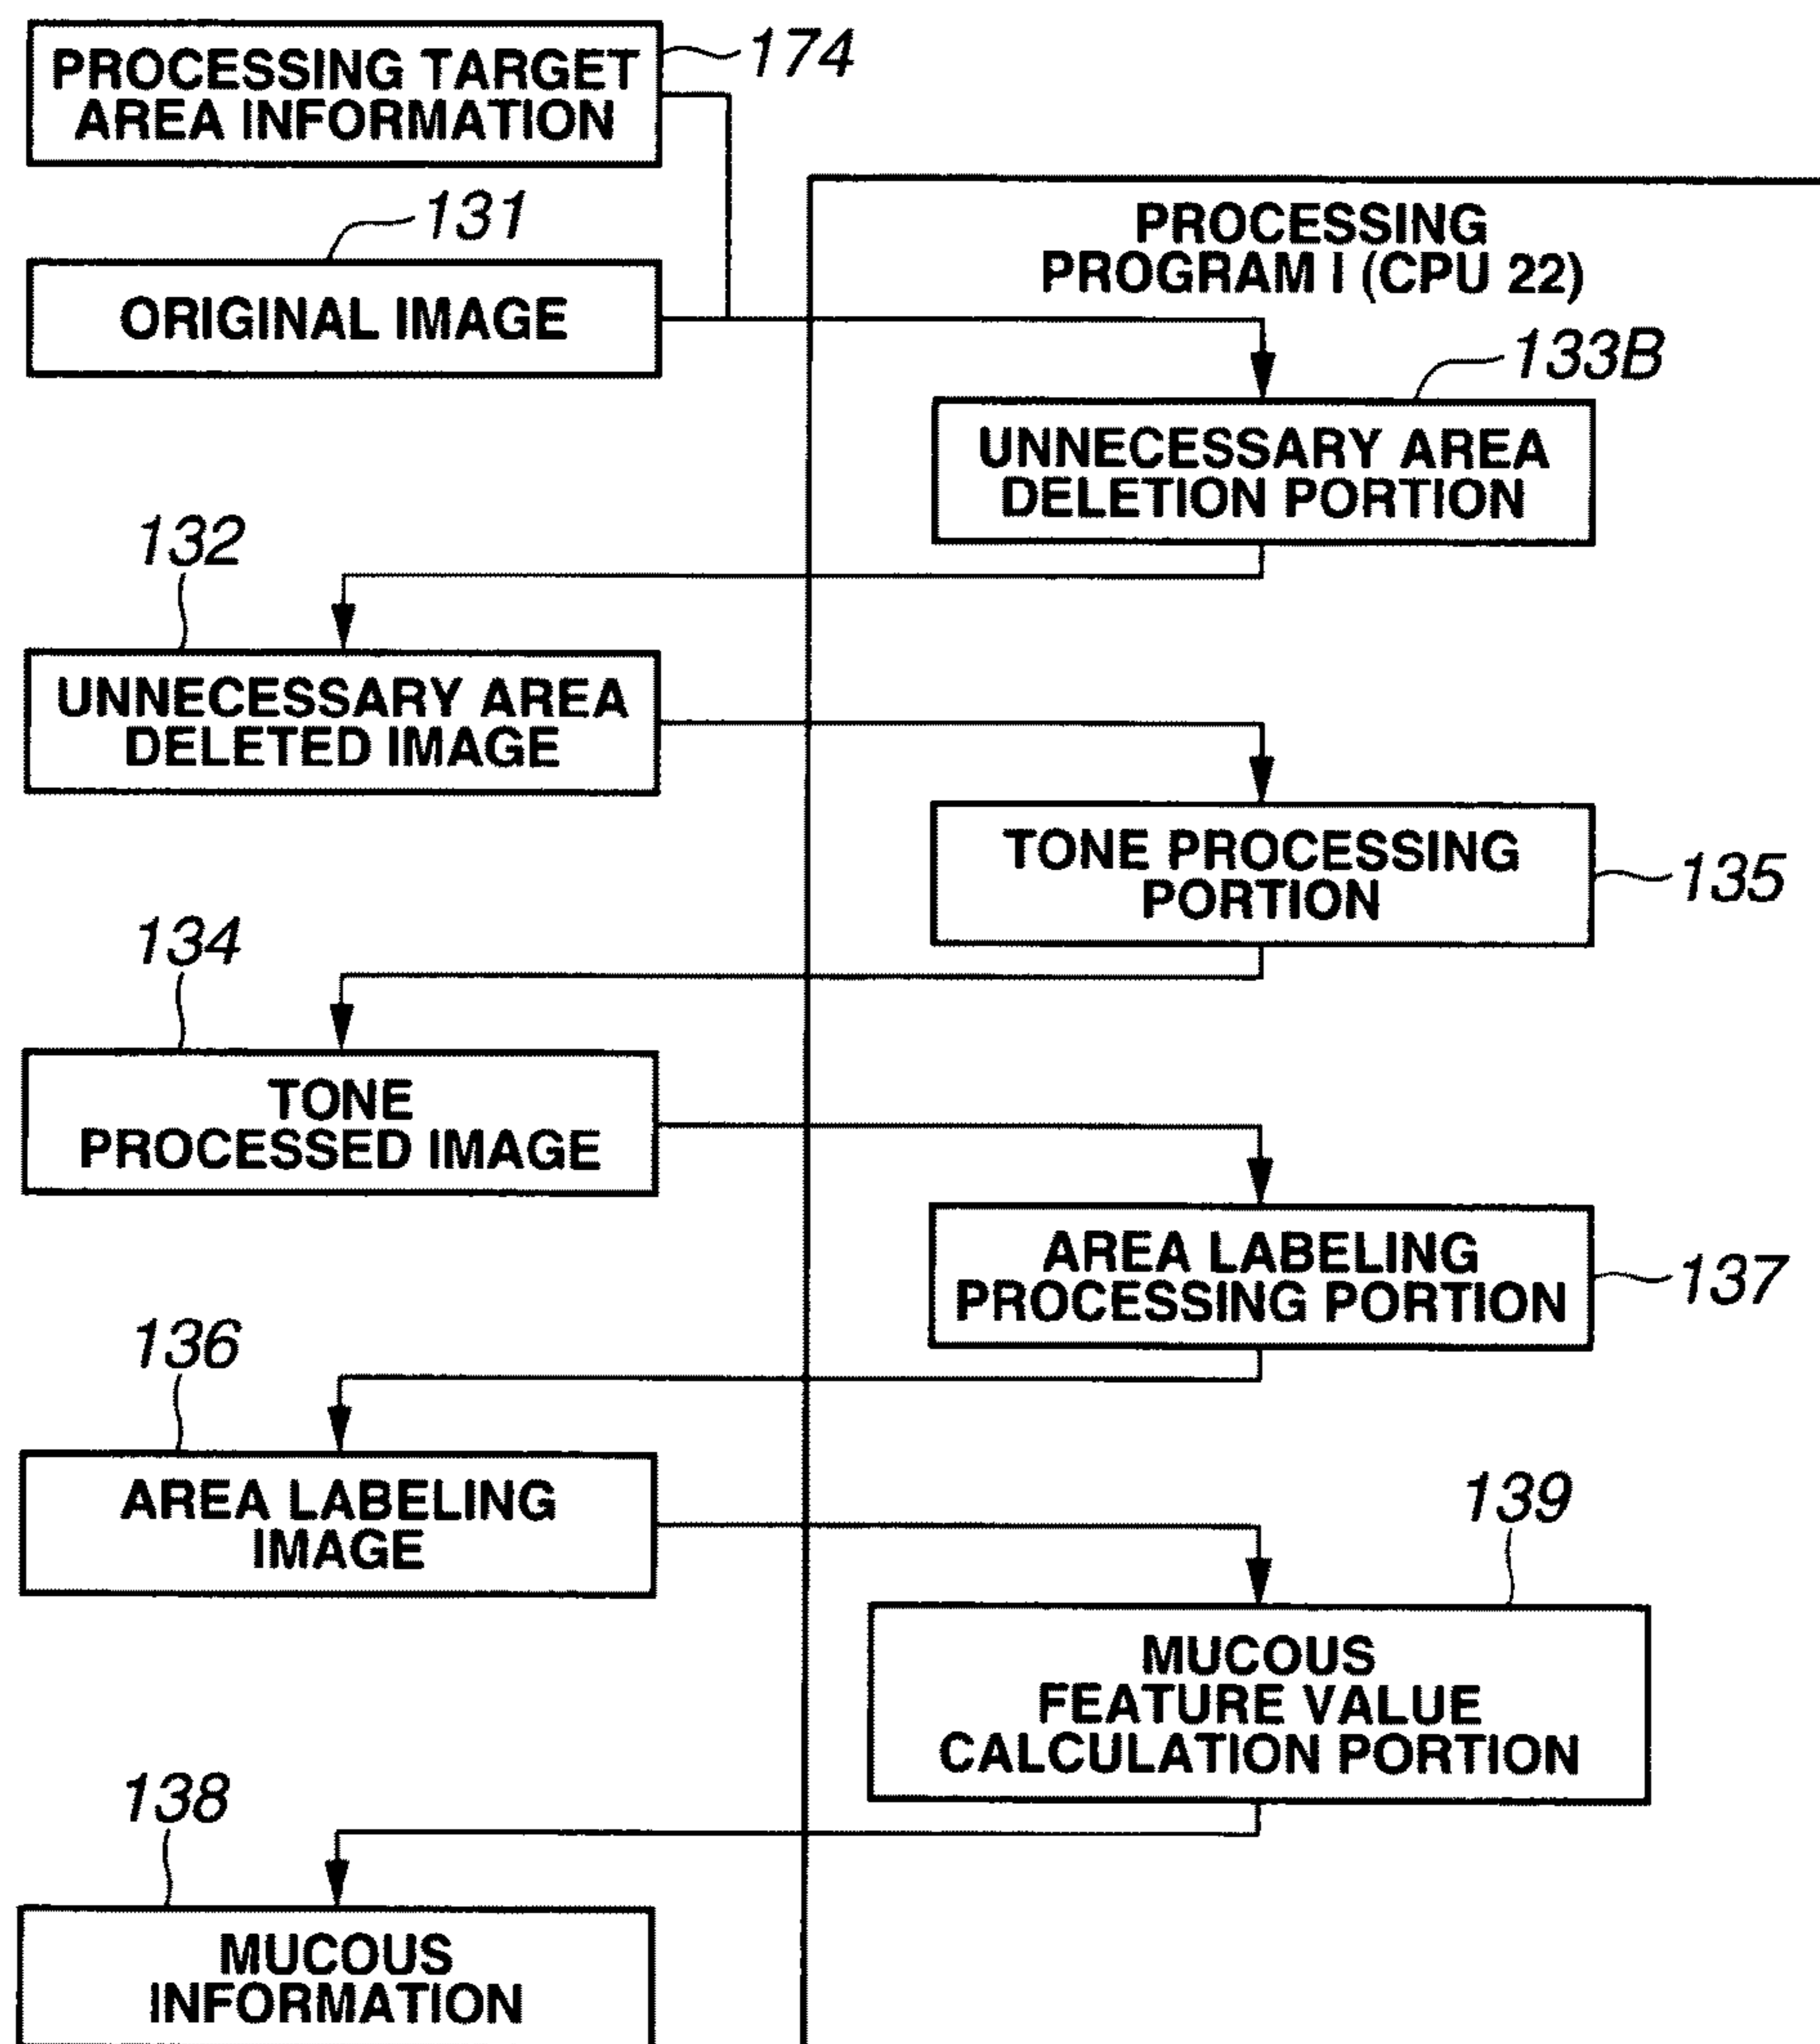 PROCESSING TARGET
AREA INFORMATION
174
131
ORIGINAL IMAGE
PROCESSING
PROGRAM I (CPU 22)
133B
UNNECESSARY AREA
DELETION PORTION
132
UNNECESSARY AREA
DELETED IMAGE
TONE PROCESSING
PORTION
135
134
TONE
PROCESSED IMAGE
AREA LABELING
PROCESSING PORTION
137
136
AREA LABELING
IMAGE
139
MUCOUS
FEATURE VALUE
CALCULATION PORTION
138
MUCOUS
INFORMATION